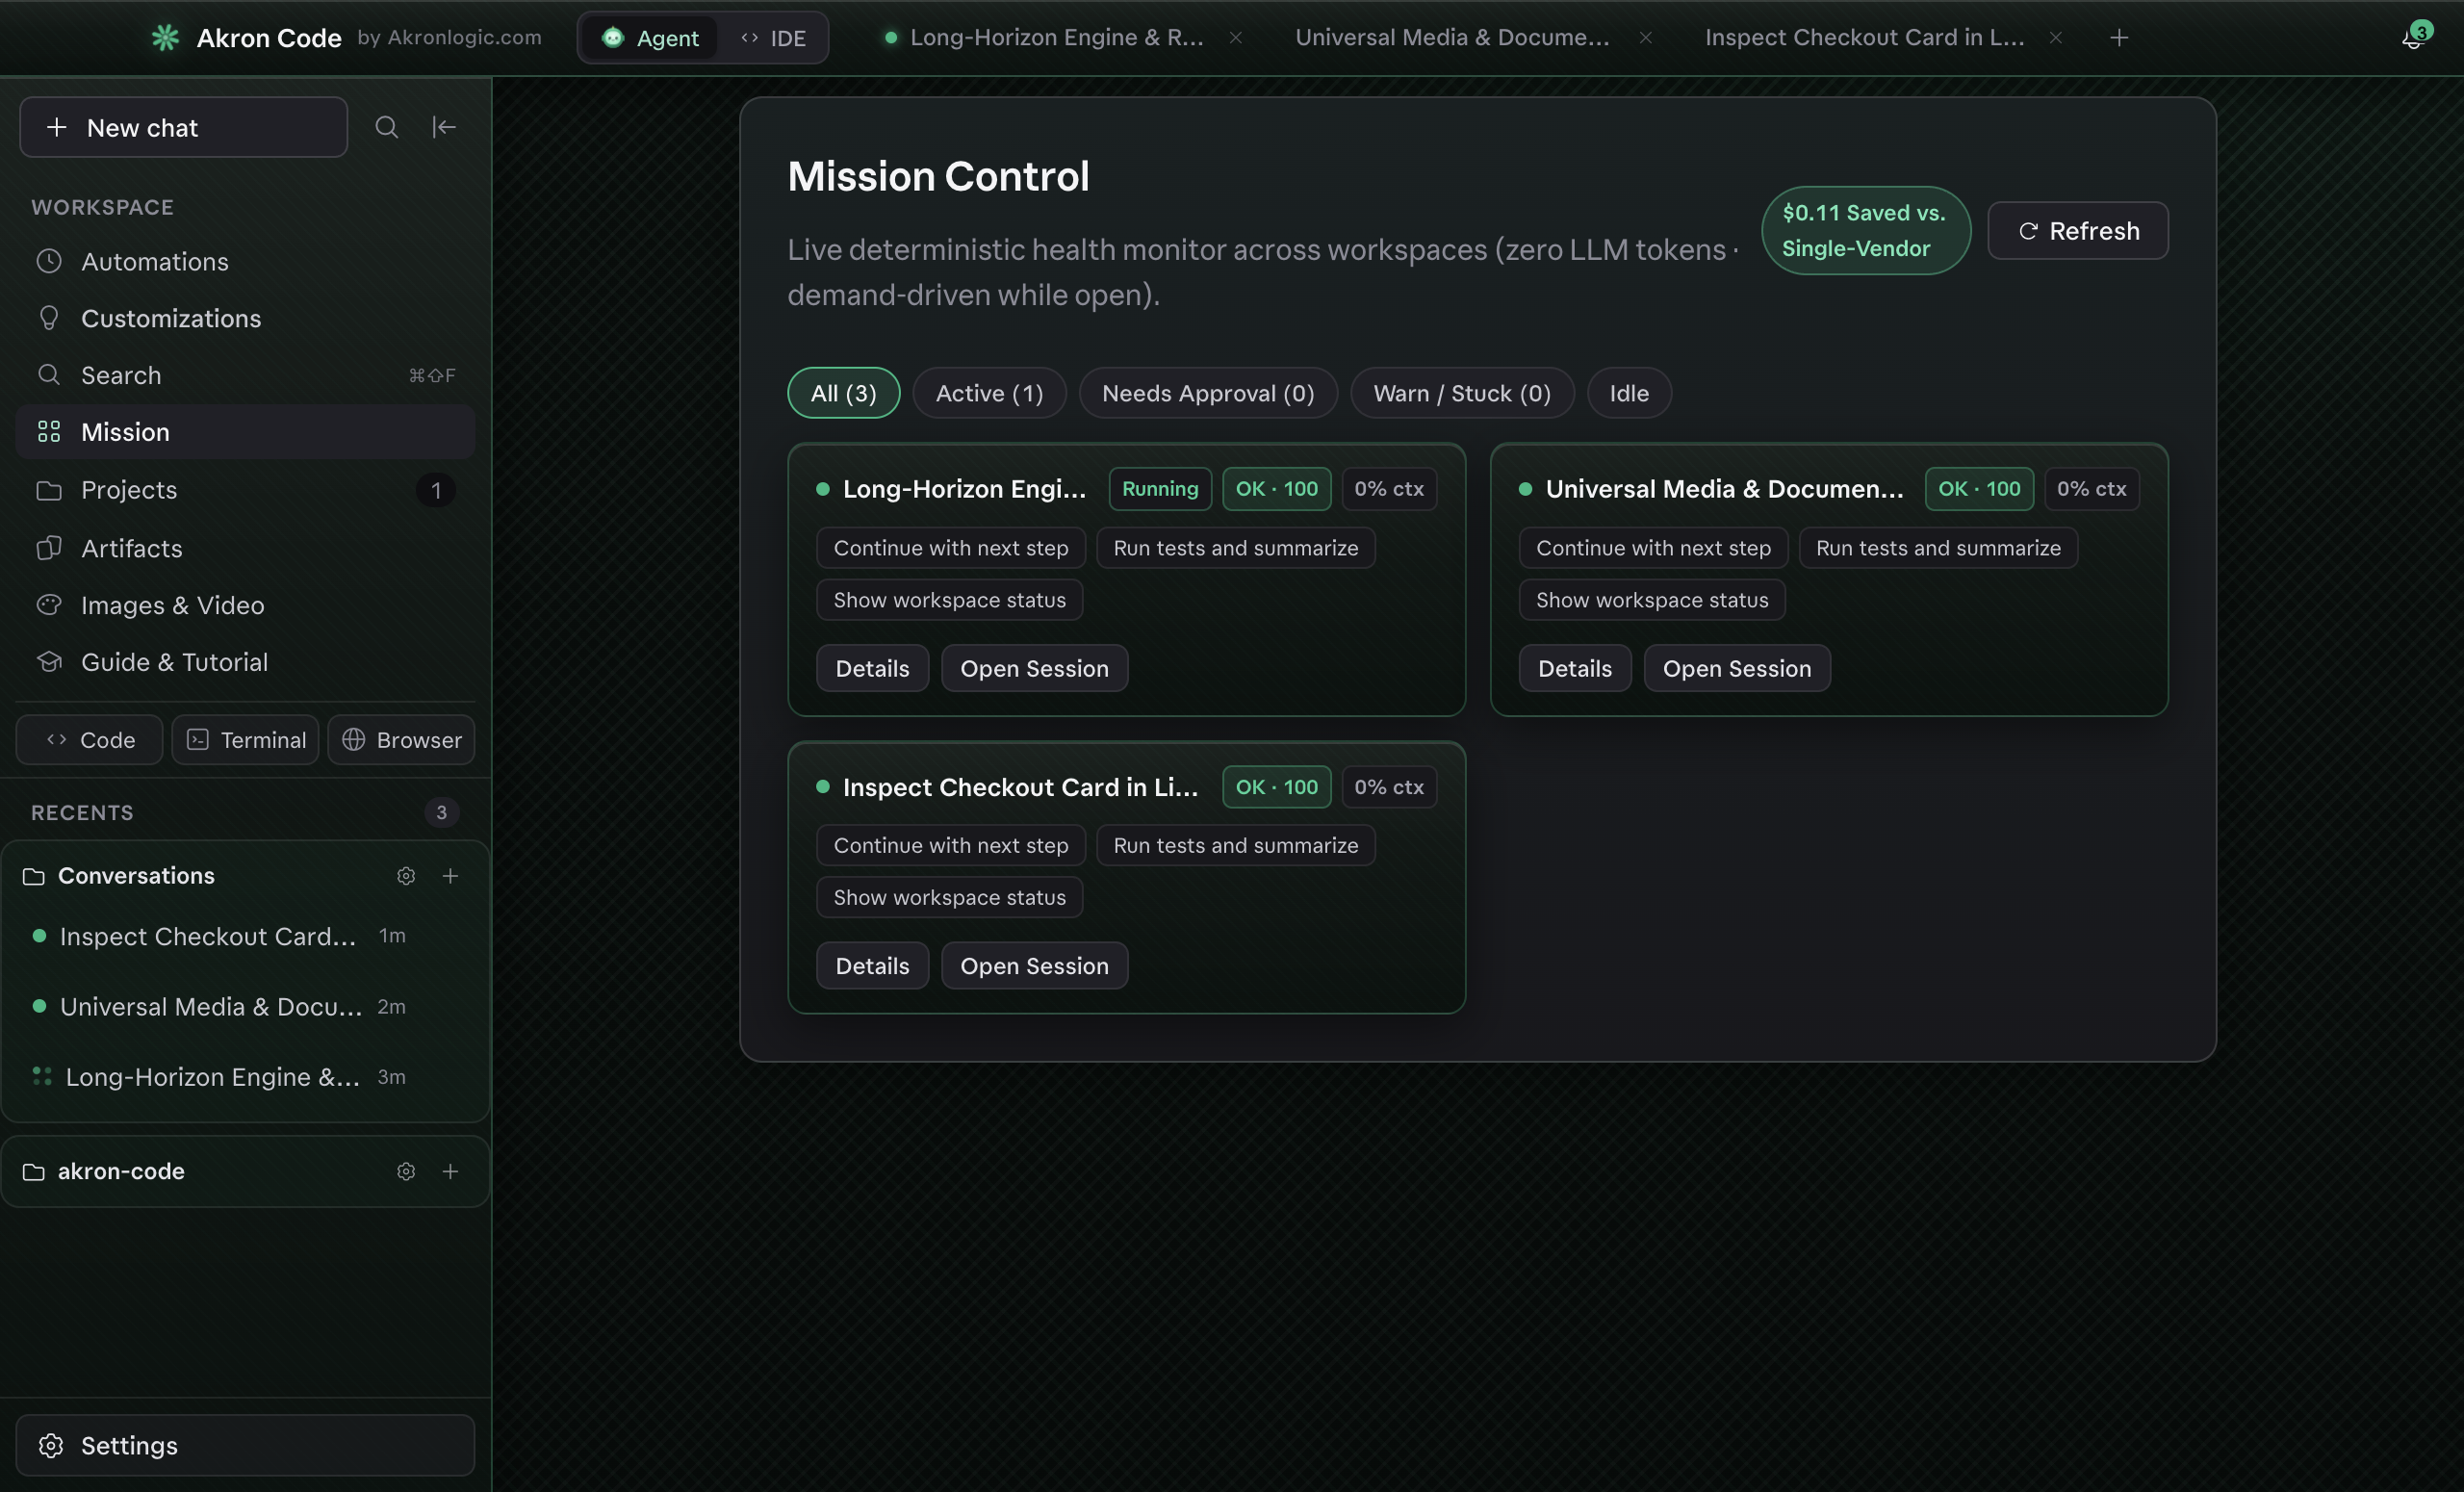 Akron Code by Akronlogic.com
Agent
IDE
Long-Horizon Engine & R...
Universal Media & Docume...
Inspect Checkout Card in L...
3
New chat
WORKSPACE
Automations
Customizations
Search ⌘⇧F
Mission
Projects 1
Artifacts
Images & Video
Guide & Tutorial
Code
Terminal
Browser
RECENTS 3
Conversations
Inspect Checkout Card... 1m
Universal Media & Docu... 2m
Long-Horizon Engine &... 3m
akron-code
Settings
Mission Control
Live deterministic health monitor across workspaces (zero LLM tokens ·
demand-driven while open).
$0.11 Saved vs.
Single-Vendor
Refresh
All (3)
Active (1)
Needs Approval (0)
Warn / Stuck (0)
Idle
Long-Horizon Engi... Running OK · 100 0% ctx
Continue with next step
Run tests and summarize
Show workspace status
Details
Open Session
Universal Media & Documen... OK · 100 0% ctx
Continue with next step
Run tests and summarize
Show workspace status
Details
Open Session
Inspect Checkout Card in Li... OK · 100 0% ctx
Continue with next step
Run tests and summarize
Show workspace status
Details
Open Session